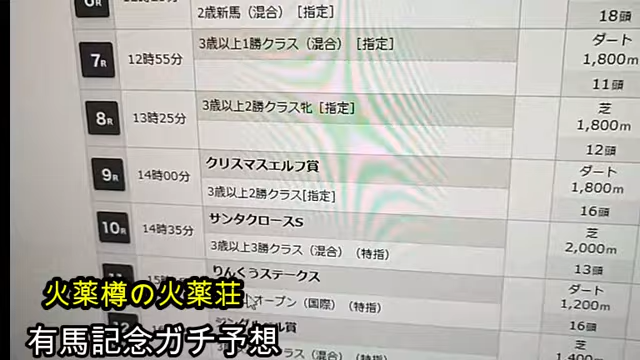 2歳新馬（混合）［指定］
18頭
7R 12時55分 3歳以上1勝クラス（混合）［指定］ ダート 1,800m
11頭
8R 13時25分 3歳以上2勝クラス牝［指定］ 芝 1,800m
12頭
9R 14時00分 クリスマスエルフ賞 ダート 1,800m
3歳以上2勝クラス[指定]
16頭
10R 14時35分 サンタクロースS 芝 2,000m
3歳以上3勝クラス（混合）（特指）
13頭
りんくうステークス ダート 1,200m
オープン（国際）（特指）
16頭
芝
火薬樽の火薬荘
有馬記念ガチ予想